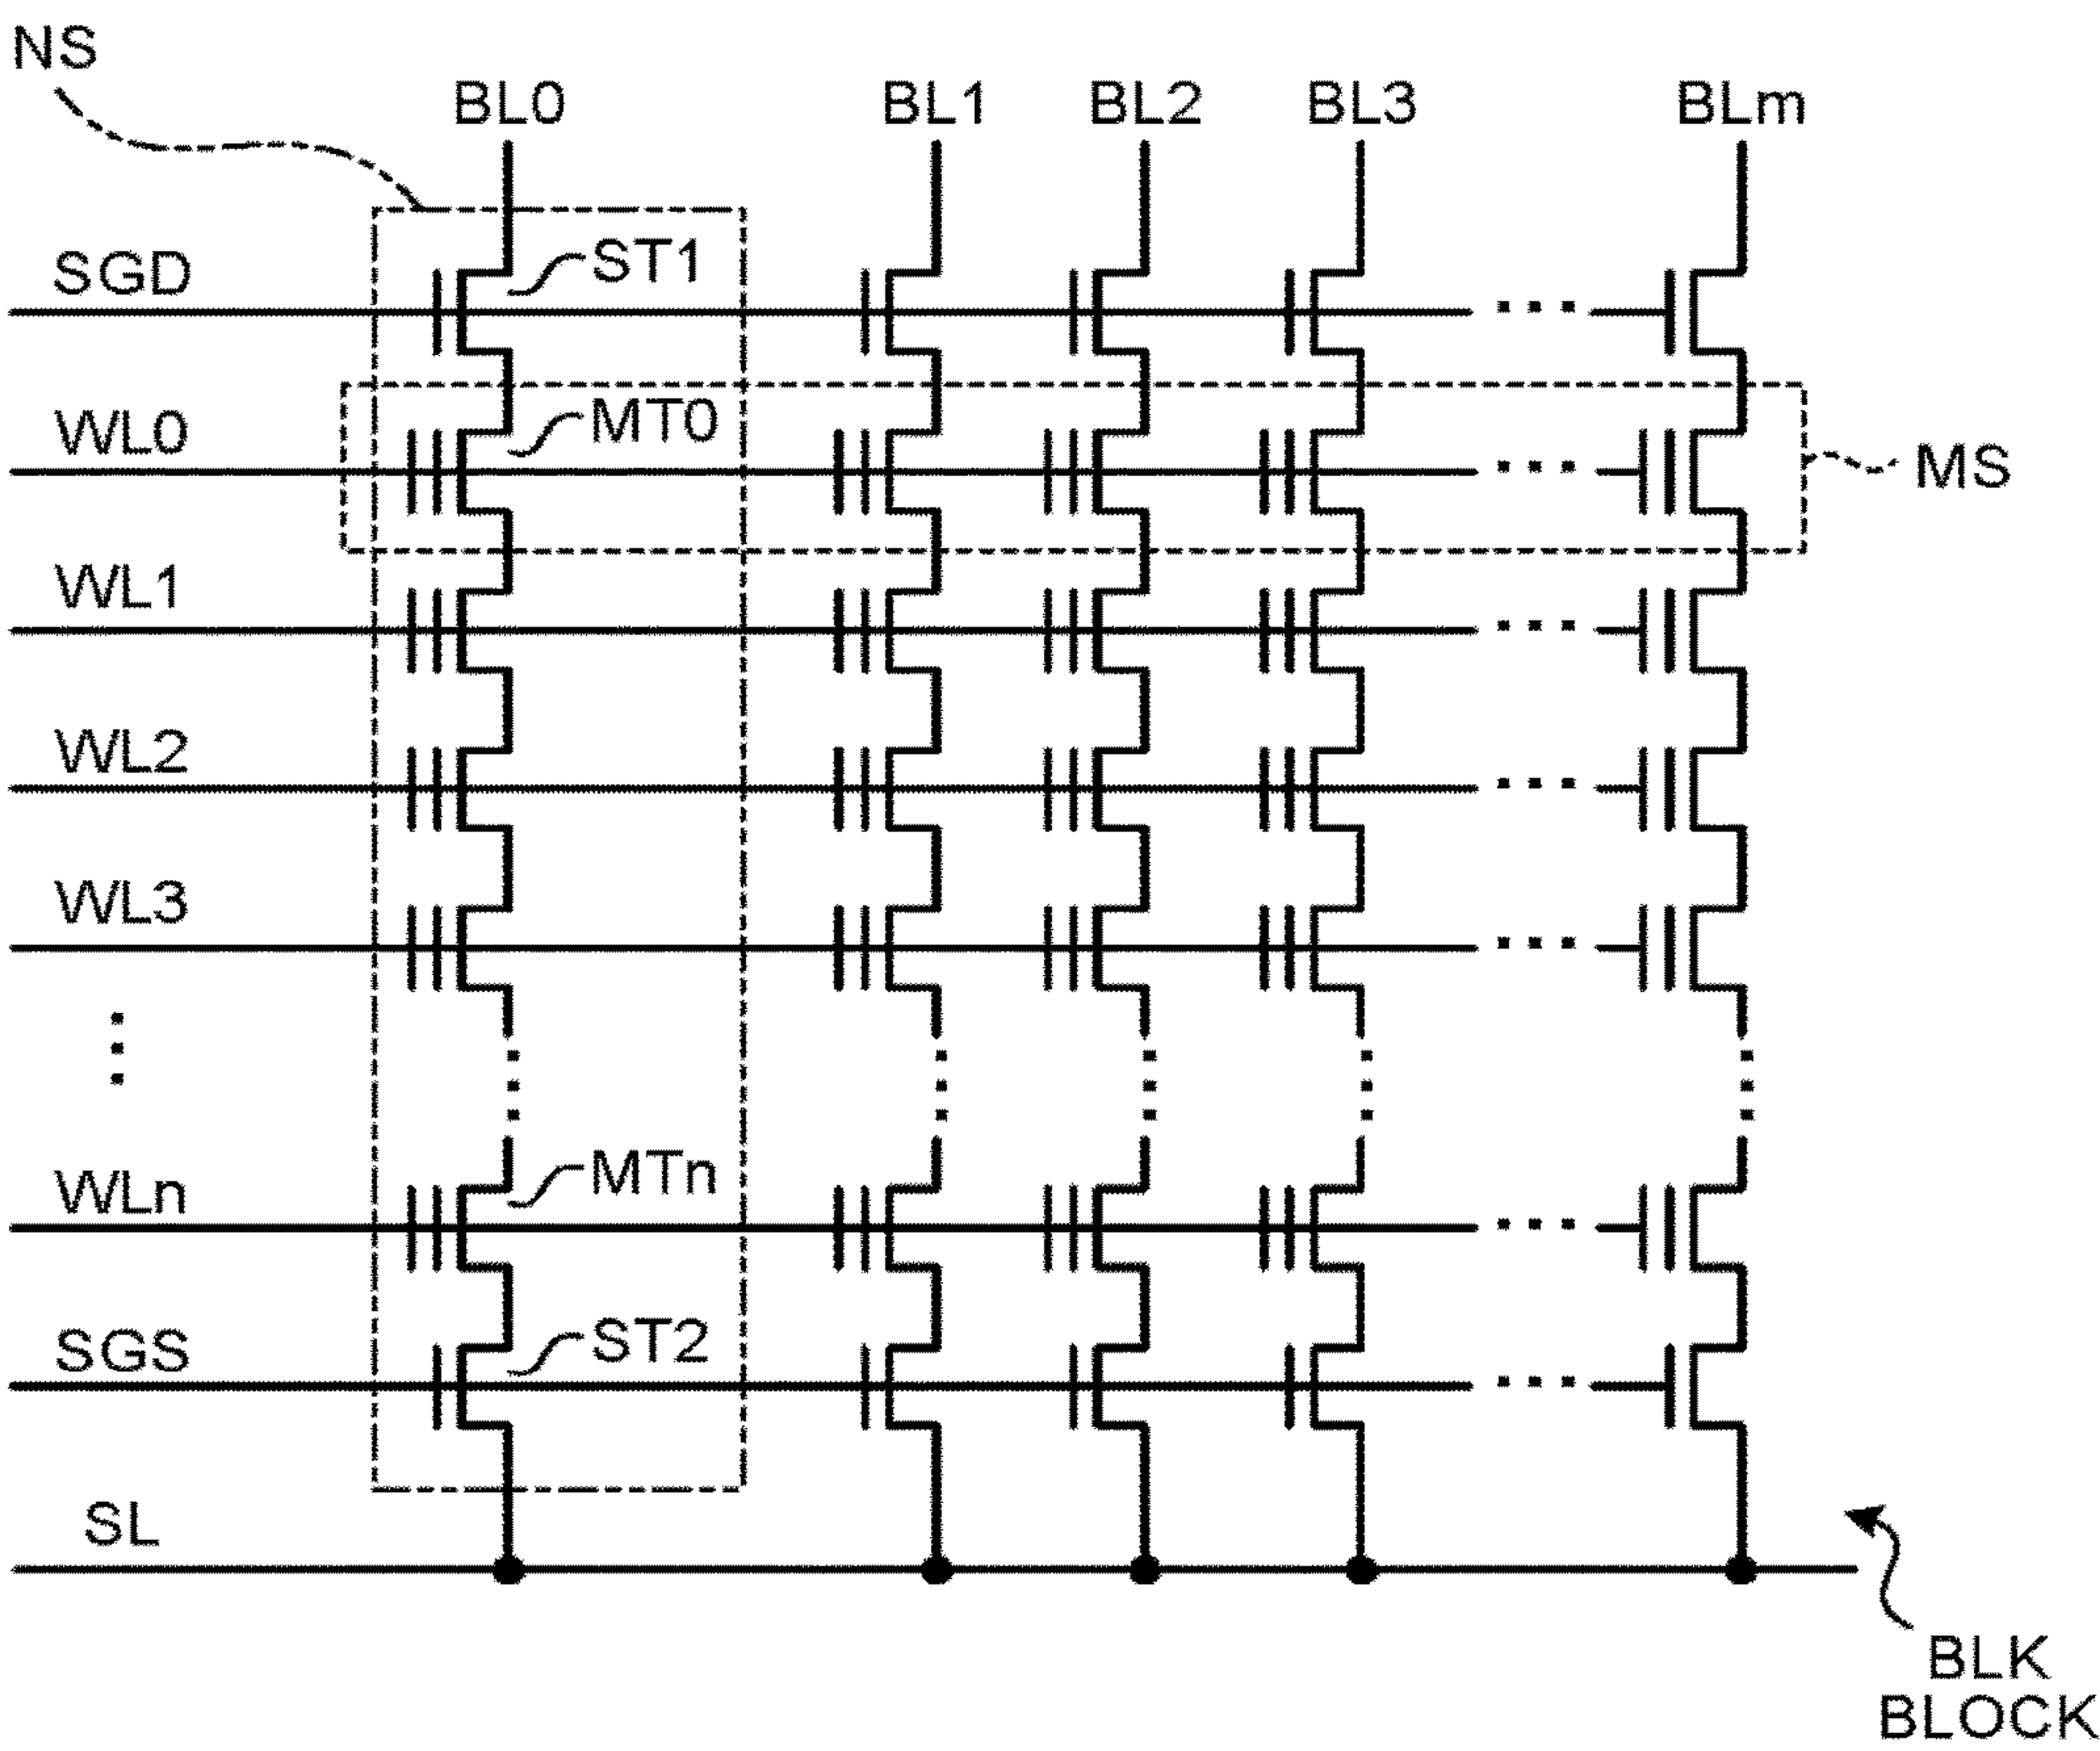 NS
BL0 BL1 BL2 BL3 BLm
SGD
ST1
WL0
MT0
MS
WL1
WL2
WL3
WLn
MTn
SGS
ST2
SL
BLK
BLOCK